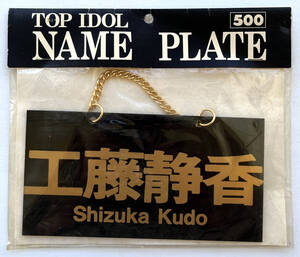 TOP IDOL
NAME PLATE
500
工藤静香
Shizuka Kudo